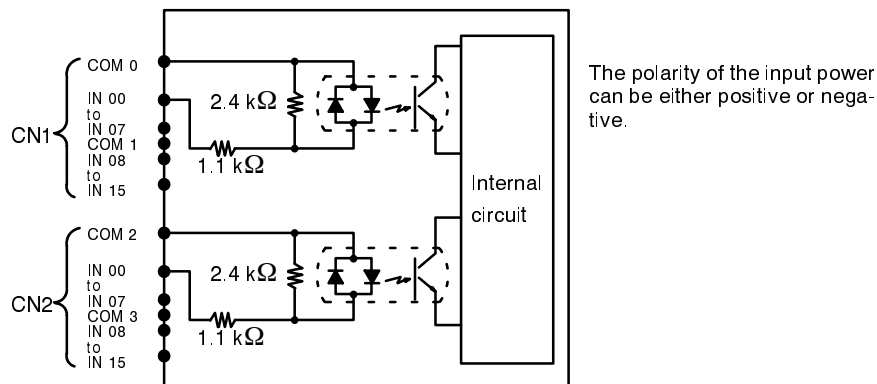 COM 0
IN 00
to
IN 07
COM 1
IN 08
to
IN 15
CN1
2.4 kΩ
1.1 kΩ
COM 2
IN 00
to
IN 07
COM 3
IN 08
to
IN 15
CN2
2.4 kΩ
1.1 kΩ
Internal
circuit
The polarity of the input power
can be either positive or nega-
tive.